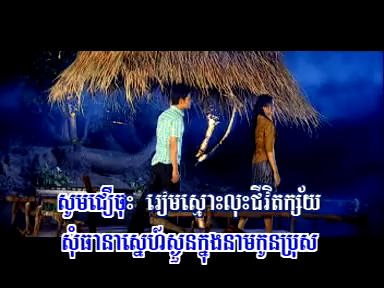 សូមជឿចុះ រៀមស្មោះលុះជីវិតក្ស័យ
សុំធានាស្នេហ៍ស្ងួនក្នុងនាមកូនប្រុស